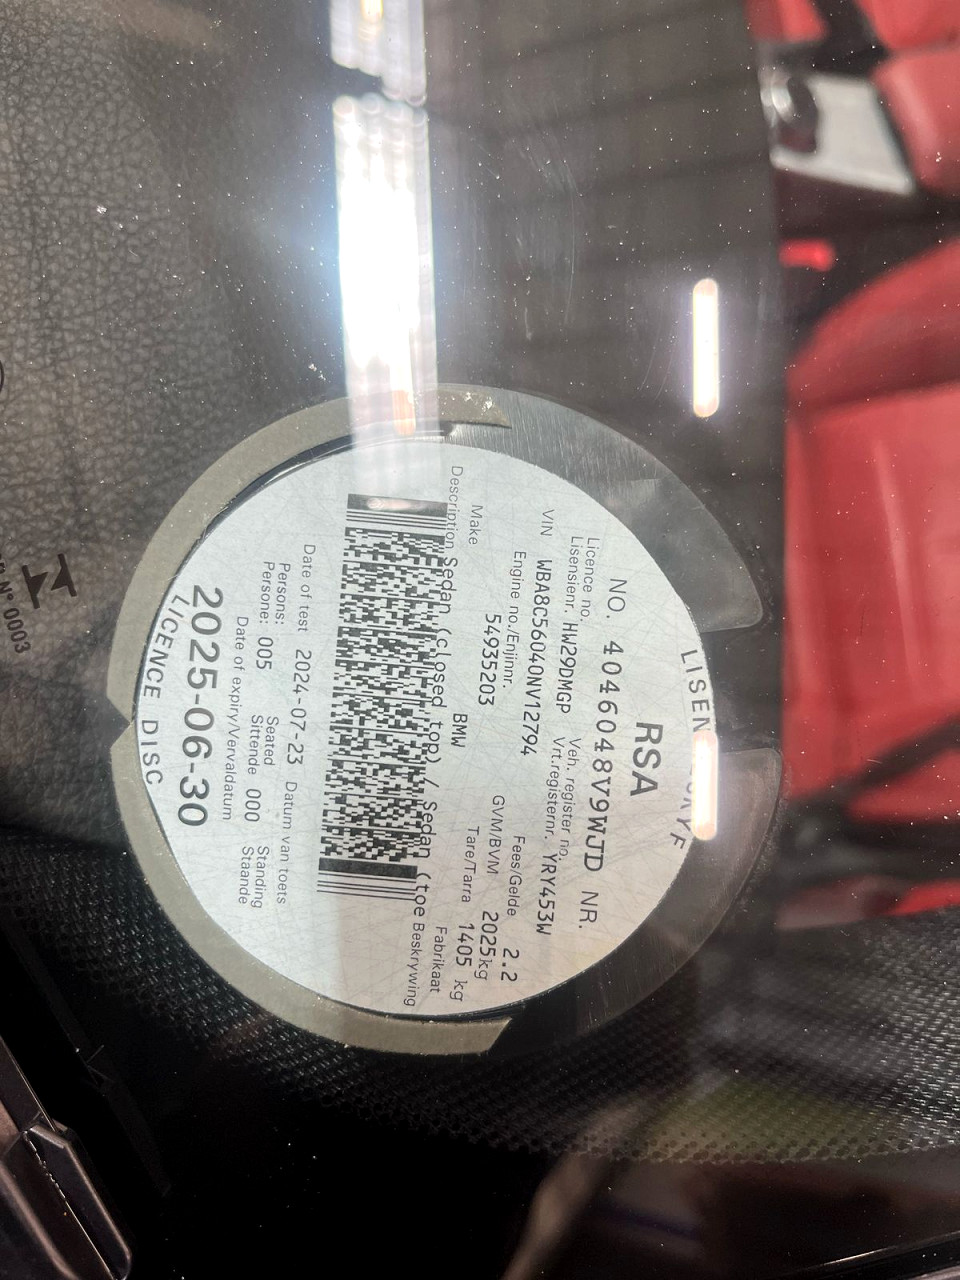 RSA
NO. 4046048V9WJD NR.
Licence no. Veh. register no.
Lisensienr. HW29DMGP Vrt.registernr. YRY453W
VIN WBA8C56040NV12794
Engine no./Enjinnr. Fees/Gelde 2.2
54935203 GVM/BVM 2025kg
Make BMW Tare/Tarra 1405 kg
Fabrikaat
Description Sedan (closed top) / Sedan (toe Beskrywing
Date of test 2024-07-23 Datum van toets
Persons: Seated Standing
Persone: 005 Sittende 000 Staande
Date of expiry/Vervaldatum
2025-06-30
LICENCE DISC
Nº 0003